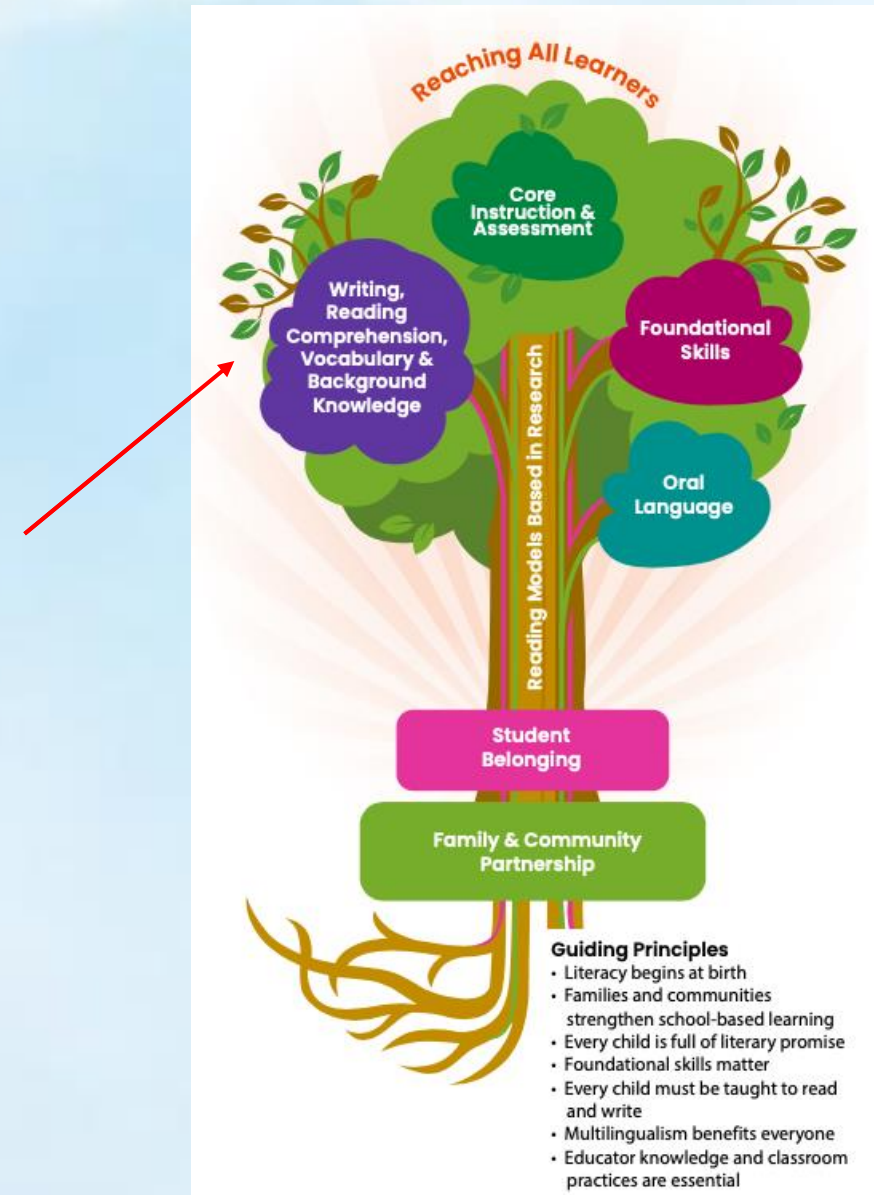 Reaching All Learners
Core
Instruction &
Assessment
Writing,
Reading
Comprehension,
Vocabulary &
Background
Knowledge
Foundational
Skills
Oral
Language
Reading Models Based in Research
Student
Belonging
Family & Community
Partnership
Guiding Principles
• Literacy begins at birth
• Families and communities
strengthen school-based learning
• Every child is full of literary promise
• Foundational skills matter
• Every child must be taught to read
and write
• Multilingualism benefits everyone
• Educator knowledge and classroom
practices are essential